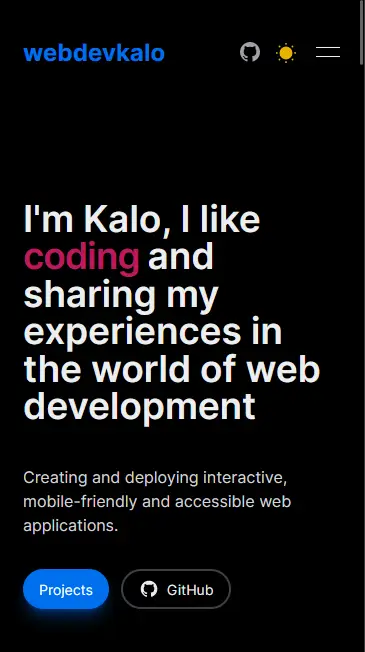 webdevkalo
I'm Kalo, I like
coding and
sharing my
experiences in
the world of web
development
Creating and deploying interactive,
mobile-friendly and accessible web
applications.
Projects
GitHub